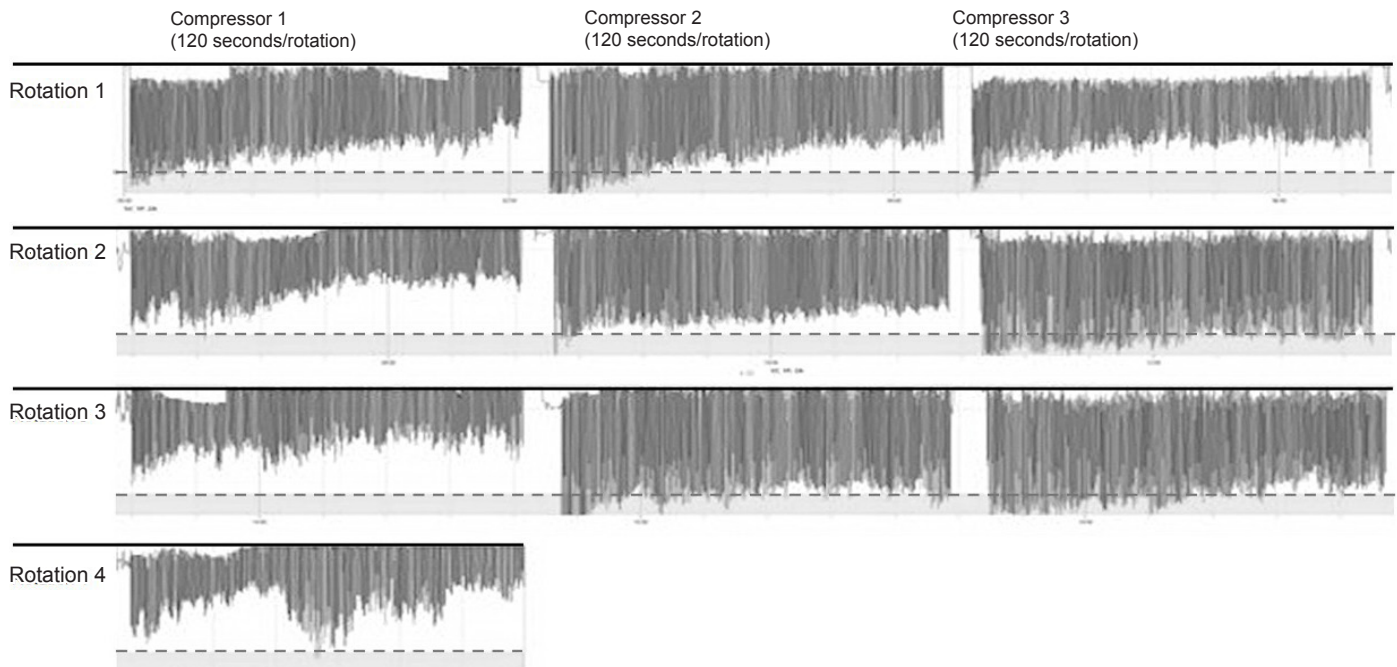 Compressor 1
(120 seconds/rotation)
Compressor 2
(120 seconds/rotation)
Compressor 3
(120 seconds/rotation)
Rotation 1
Rotation 2
Rotation 3
Rotation 4